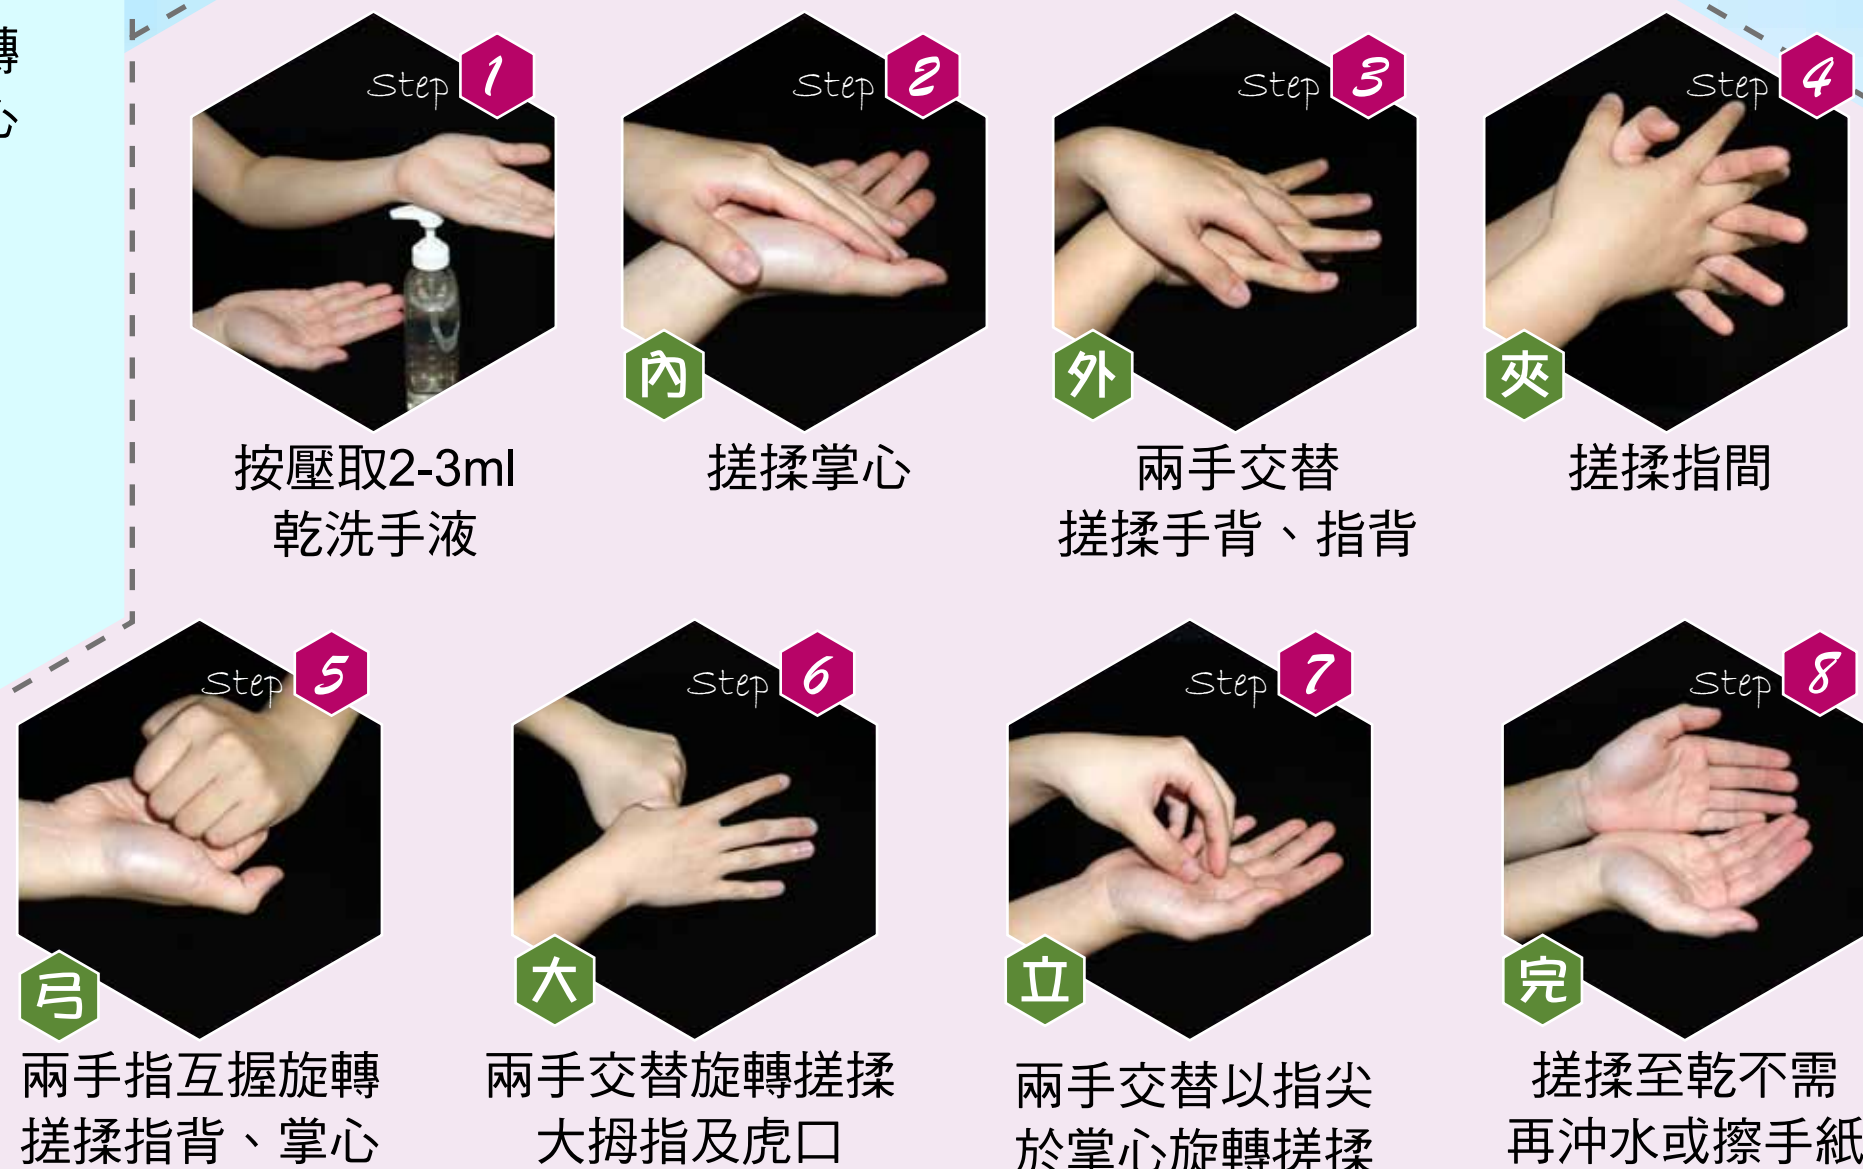 轉
心
Step 1
按壓取2-3ml
乾洗手液
Step 2
內
搓揉掌心
Step 3
外
兩手交替
搓揉手背、指背
Step 4
夾
搓揉指間
Step 5
弓
兩手指互握旋轉
搓揉指背、掌心
Step 6
大
兩手交替旋轉搓揉
大拇指及虎口
Step 7
立
兩手交替以指尖
於掌心旋轉搓揉
Step 8
完
搓揉至乾不需
再沖水或擦手紙